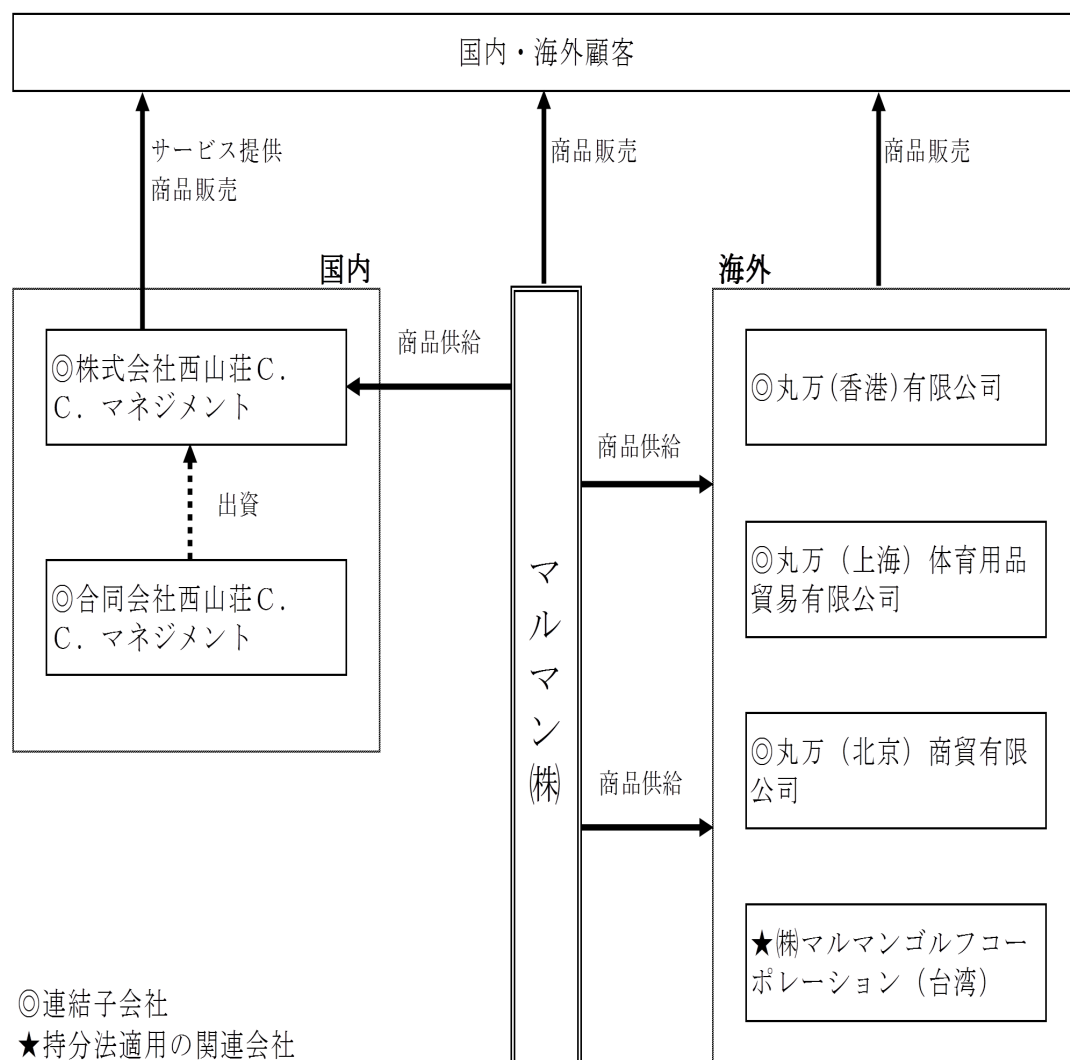 国内・海外顧客
サービス提供
商品販売
商品販売
商品販売
国内
海外
◎株式会社西山荘Ｃ．
Ｃ．マネジメント
商品供給
出資
◎合同会社西山荘Ｃ．
Ｃ．マネジメント
マルマン㈱
商品供給
商品供給
◎丸万(香港)有限公司
◎丸万（上海）体育用品
貿易有限公司
◎丸万（北京）商貿有限
公司
★㈱マルマンゴルフコー
ポレーション（台湾）
◎連結子会社
★持分法適用の関連会社